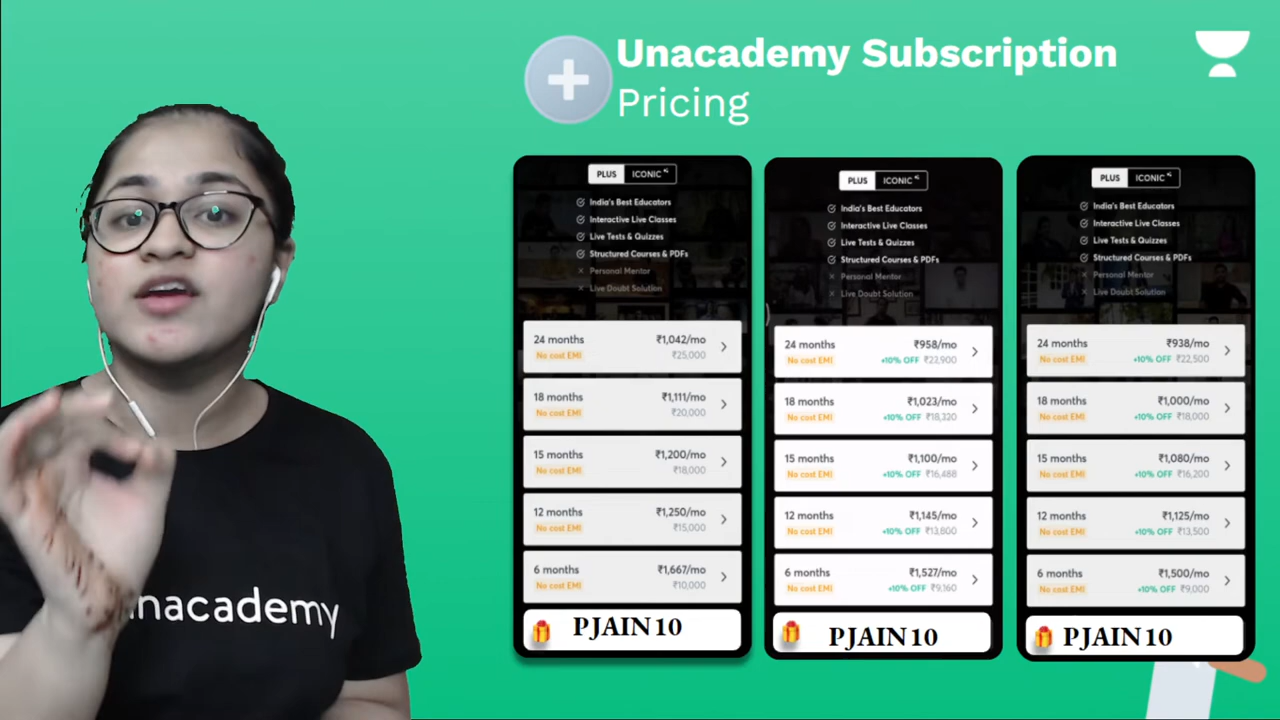 Unacademy Subscription
Pricing
PLUS ICONIC
India's Best Educators
Interactive Live Classes
Live Tests & Quizzes
Structured Courses & PDFs
× Personal Mentor
× Live Doubt Solution
24 months ₹1,042/mo
No cost EMI ₹25,000
18 months ₹1,111/mo
No cost EMI ₹20,000
15 months ₹1,200/mo
No cost EMI ₹18,000
12 months ₹1,250/mo
No cost EMI ₹15,000
6 months ₹1,667/mo
No cost EMI ₹10,000
PJAIN10
PLUS ICONIC
India's Best Educators
Interactive Live Classes
Live Tests & Quizzes
Structured Courses & PDFs
× Personal Mentor
× Live Doubt Solution
24 months ₹958/mo
No cost EMI +10% OFF ₹22,900
18 months ₹1,023/mo
No cost EMI +10% OFF ₹18,320
15 months ₹1,100/mo
No cost EMI +10% OFF ₹16,488
12 months ₹1,145/mo
No cost EMI +10% OFF
6 months ₹1,527/mo
No cost EMI +10% OFF ₹9,160
PJAIN10
PLUS ICONIC
India's Best Educators
Interactive Live Classes
Live Tests & Quizzes
Structured Courses & PDFs
× Personal Mentor
× Live Doubt Solution
24 months ₹938/mo
No cost EMI +10% OFF ₹22,500
18 months ₹1,000/mo
No cost EMI +10% OFF ₹18,000
15 months ₹1,080/mo
No cost EMI +10% OFF ₹16,200
12 months ₹1,125/mo
No cost EMI +10% OFF ₹13,500
6 months ₹1,500/mo
No cost EMI +10% OFF ₹9,000
PJAIN10
unacademy